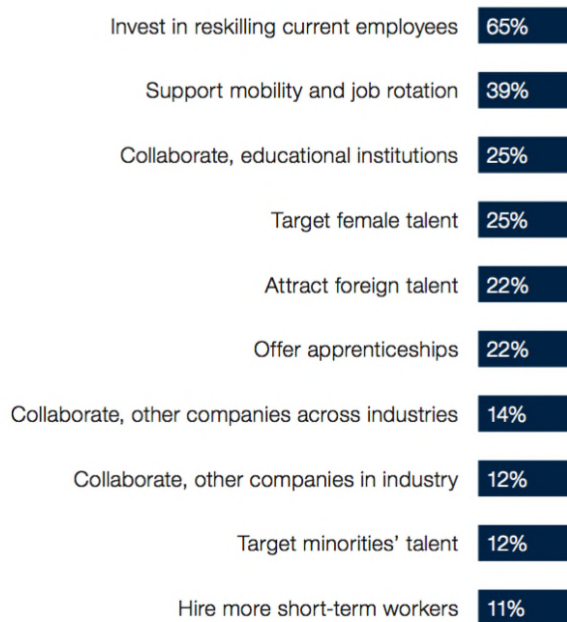 Invest in reskilling current employees 65%
Support mobility and job rotation 39%
Collaborate, educational institutions 25%
Target female talent 25%
Attract foreign talent 22%
Offer apprenticeships 22%
Collaborate, other companies across industries 14%
Collaborate, other companies in industry 12%
Target minorities’ talent 12%
Hire more short-term workers 11%